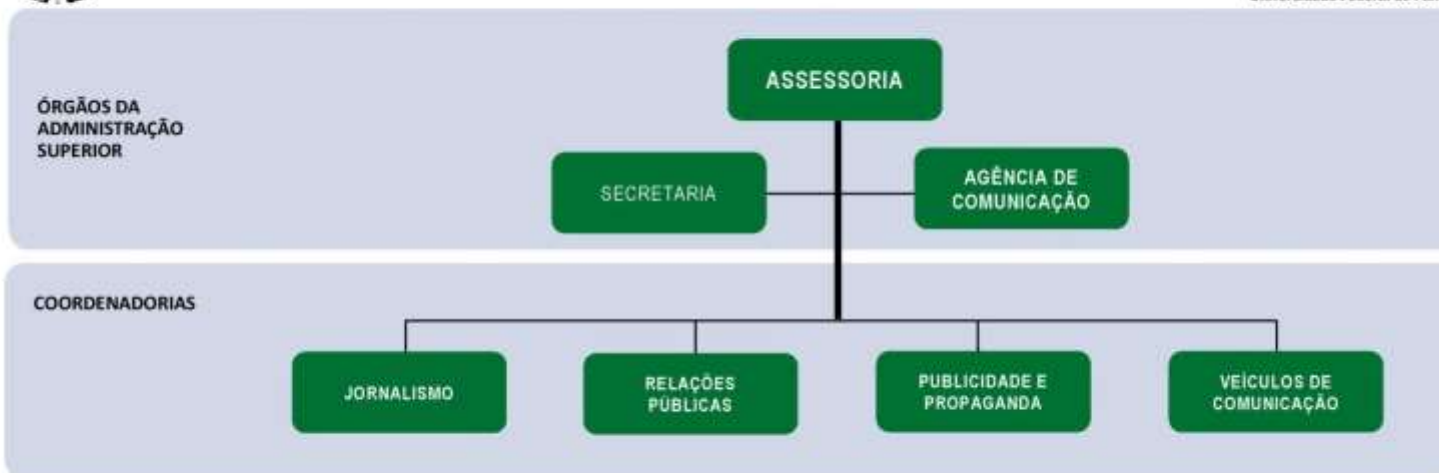 ÓRGÃOS DA
ADMINISTRAÇÃO
SUPERIOR
ASSESSORIA
SECRETARIA
AGÊNCIA DE
COMUNICAÇÃO
COORDENADORIAS
JORNALISMO
RELAÇÕES
PÚBLICAS
PUBLICIDADE E
PROPAGANDA
VEÍCULOS DE
COMUNICAÇÃO